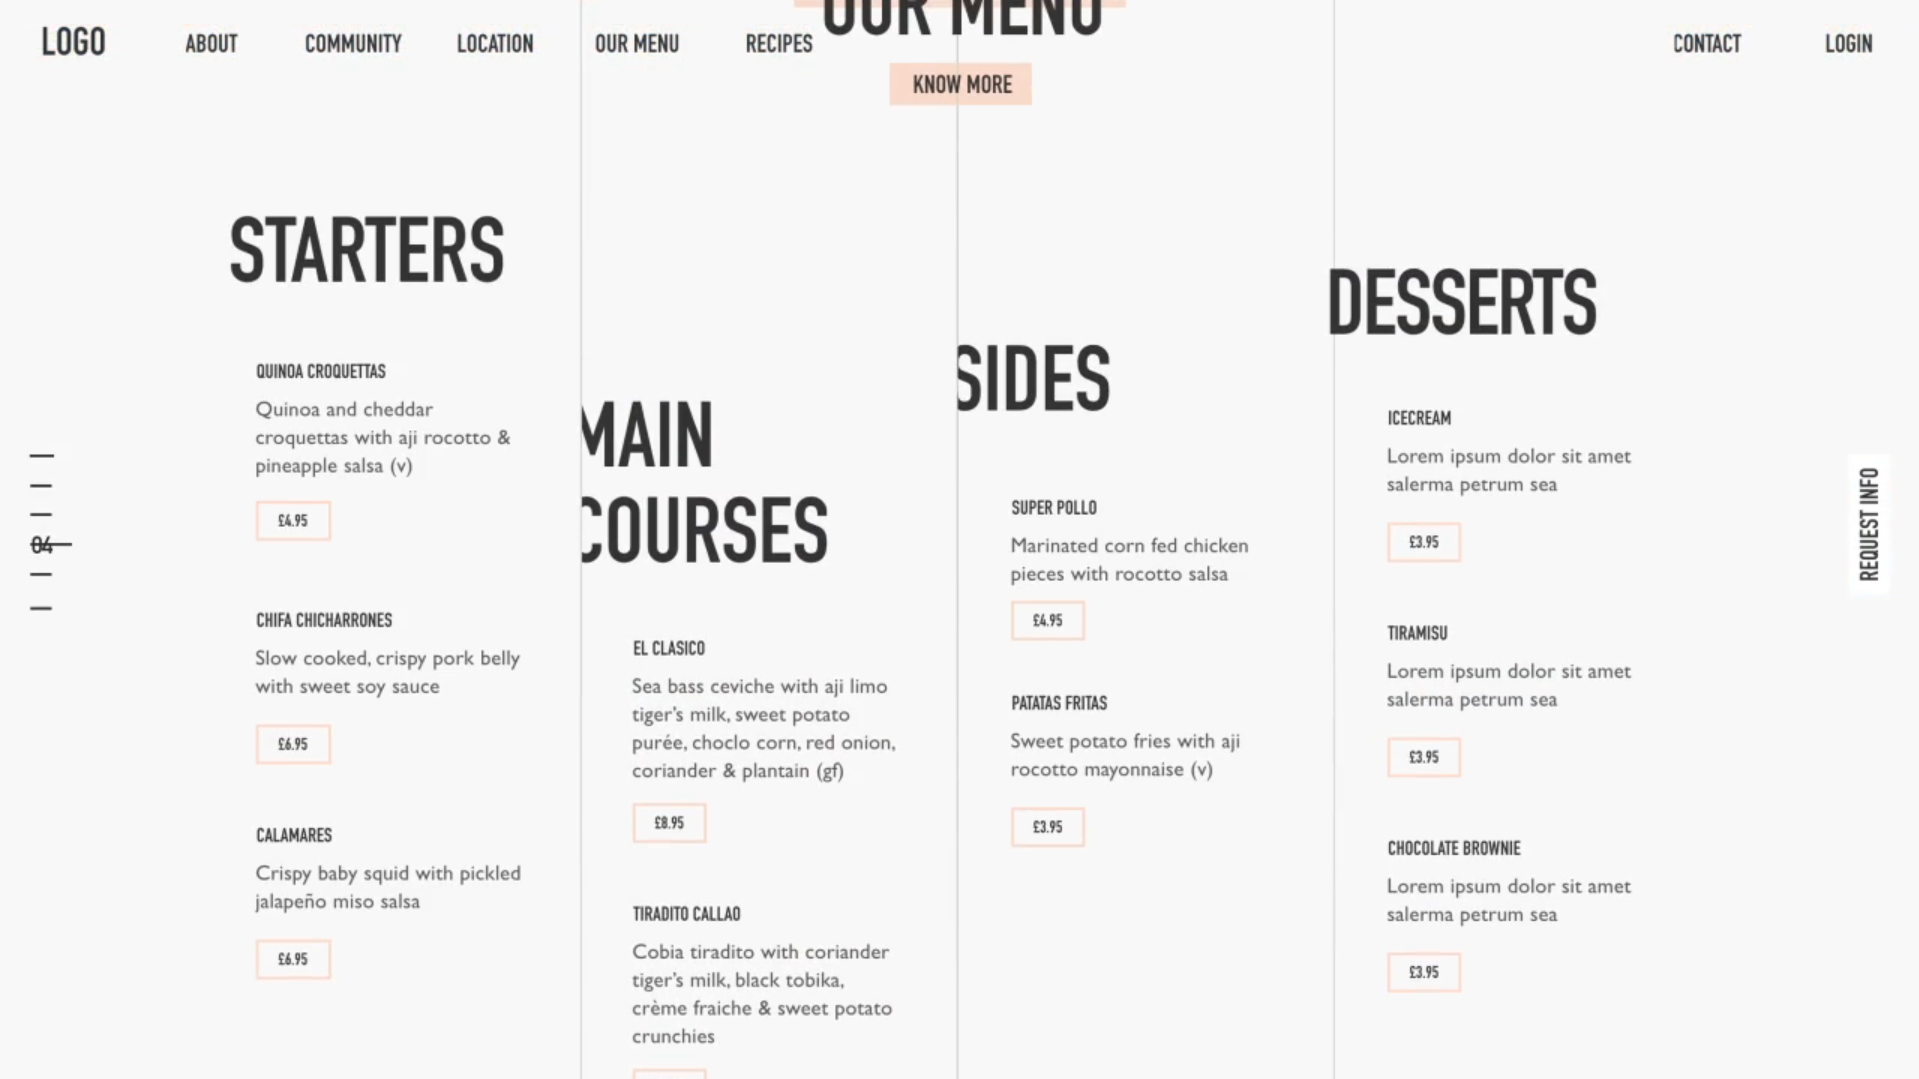 LOGO
ABOUT
COMMUNITY
LOCATION
OUR MENU
RECIPES
CONTACT
LOGIN
OUR MENU
KNOW MORE
STARTERS
QUINOA CROQUETTAS
Quinoa and cheddar
croquettas with aji rocotto &
pineapple salsa (v)
£4.95
CHIFA CHICHARRONES
Slow cooked, crispy pork belly
with sweet soy sauce
£6.95
CALAMARES
Crispy baby squid with pickled
jalapeño miso salsa
£6.95
MAIN
COURSES
EL CLASICO
Sea bass ceviche with aji limo
tiger's milk, sweet potato
purée, choclo corn, red onion,
coriander & plantain (gf)
£8.95
TIRADITO CALLAO
Cobia tiradito with coriander
tiger's milk, black tobika,
crème fraiche & sweet potato
crunchies
SIDES
SUPER POLLO
Marinated corn fed chicken
pieces with rocotto salsa
£4.95
PATATAS FRITAS
Sweet potato fries with aji
rocotto mayonnaise (v)
£3.95
DESSERTS
ICECREAM
Lorem ipsum dolor sit amet
salerma petrum sea
£3.95
TIRAMISU
Lorem ipsum dolor sit amet
salerma petrum sea
£3.95
CHOCOLATE BROWNIE
Lorem ipsum dolor sit amet
salerma petrum sea
£3.95
04
REQUEST INFO